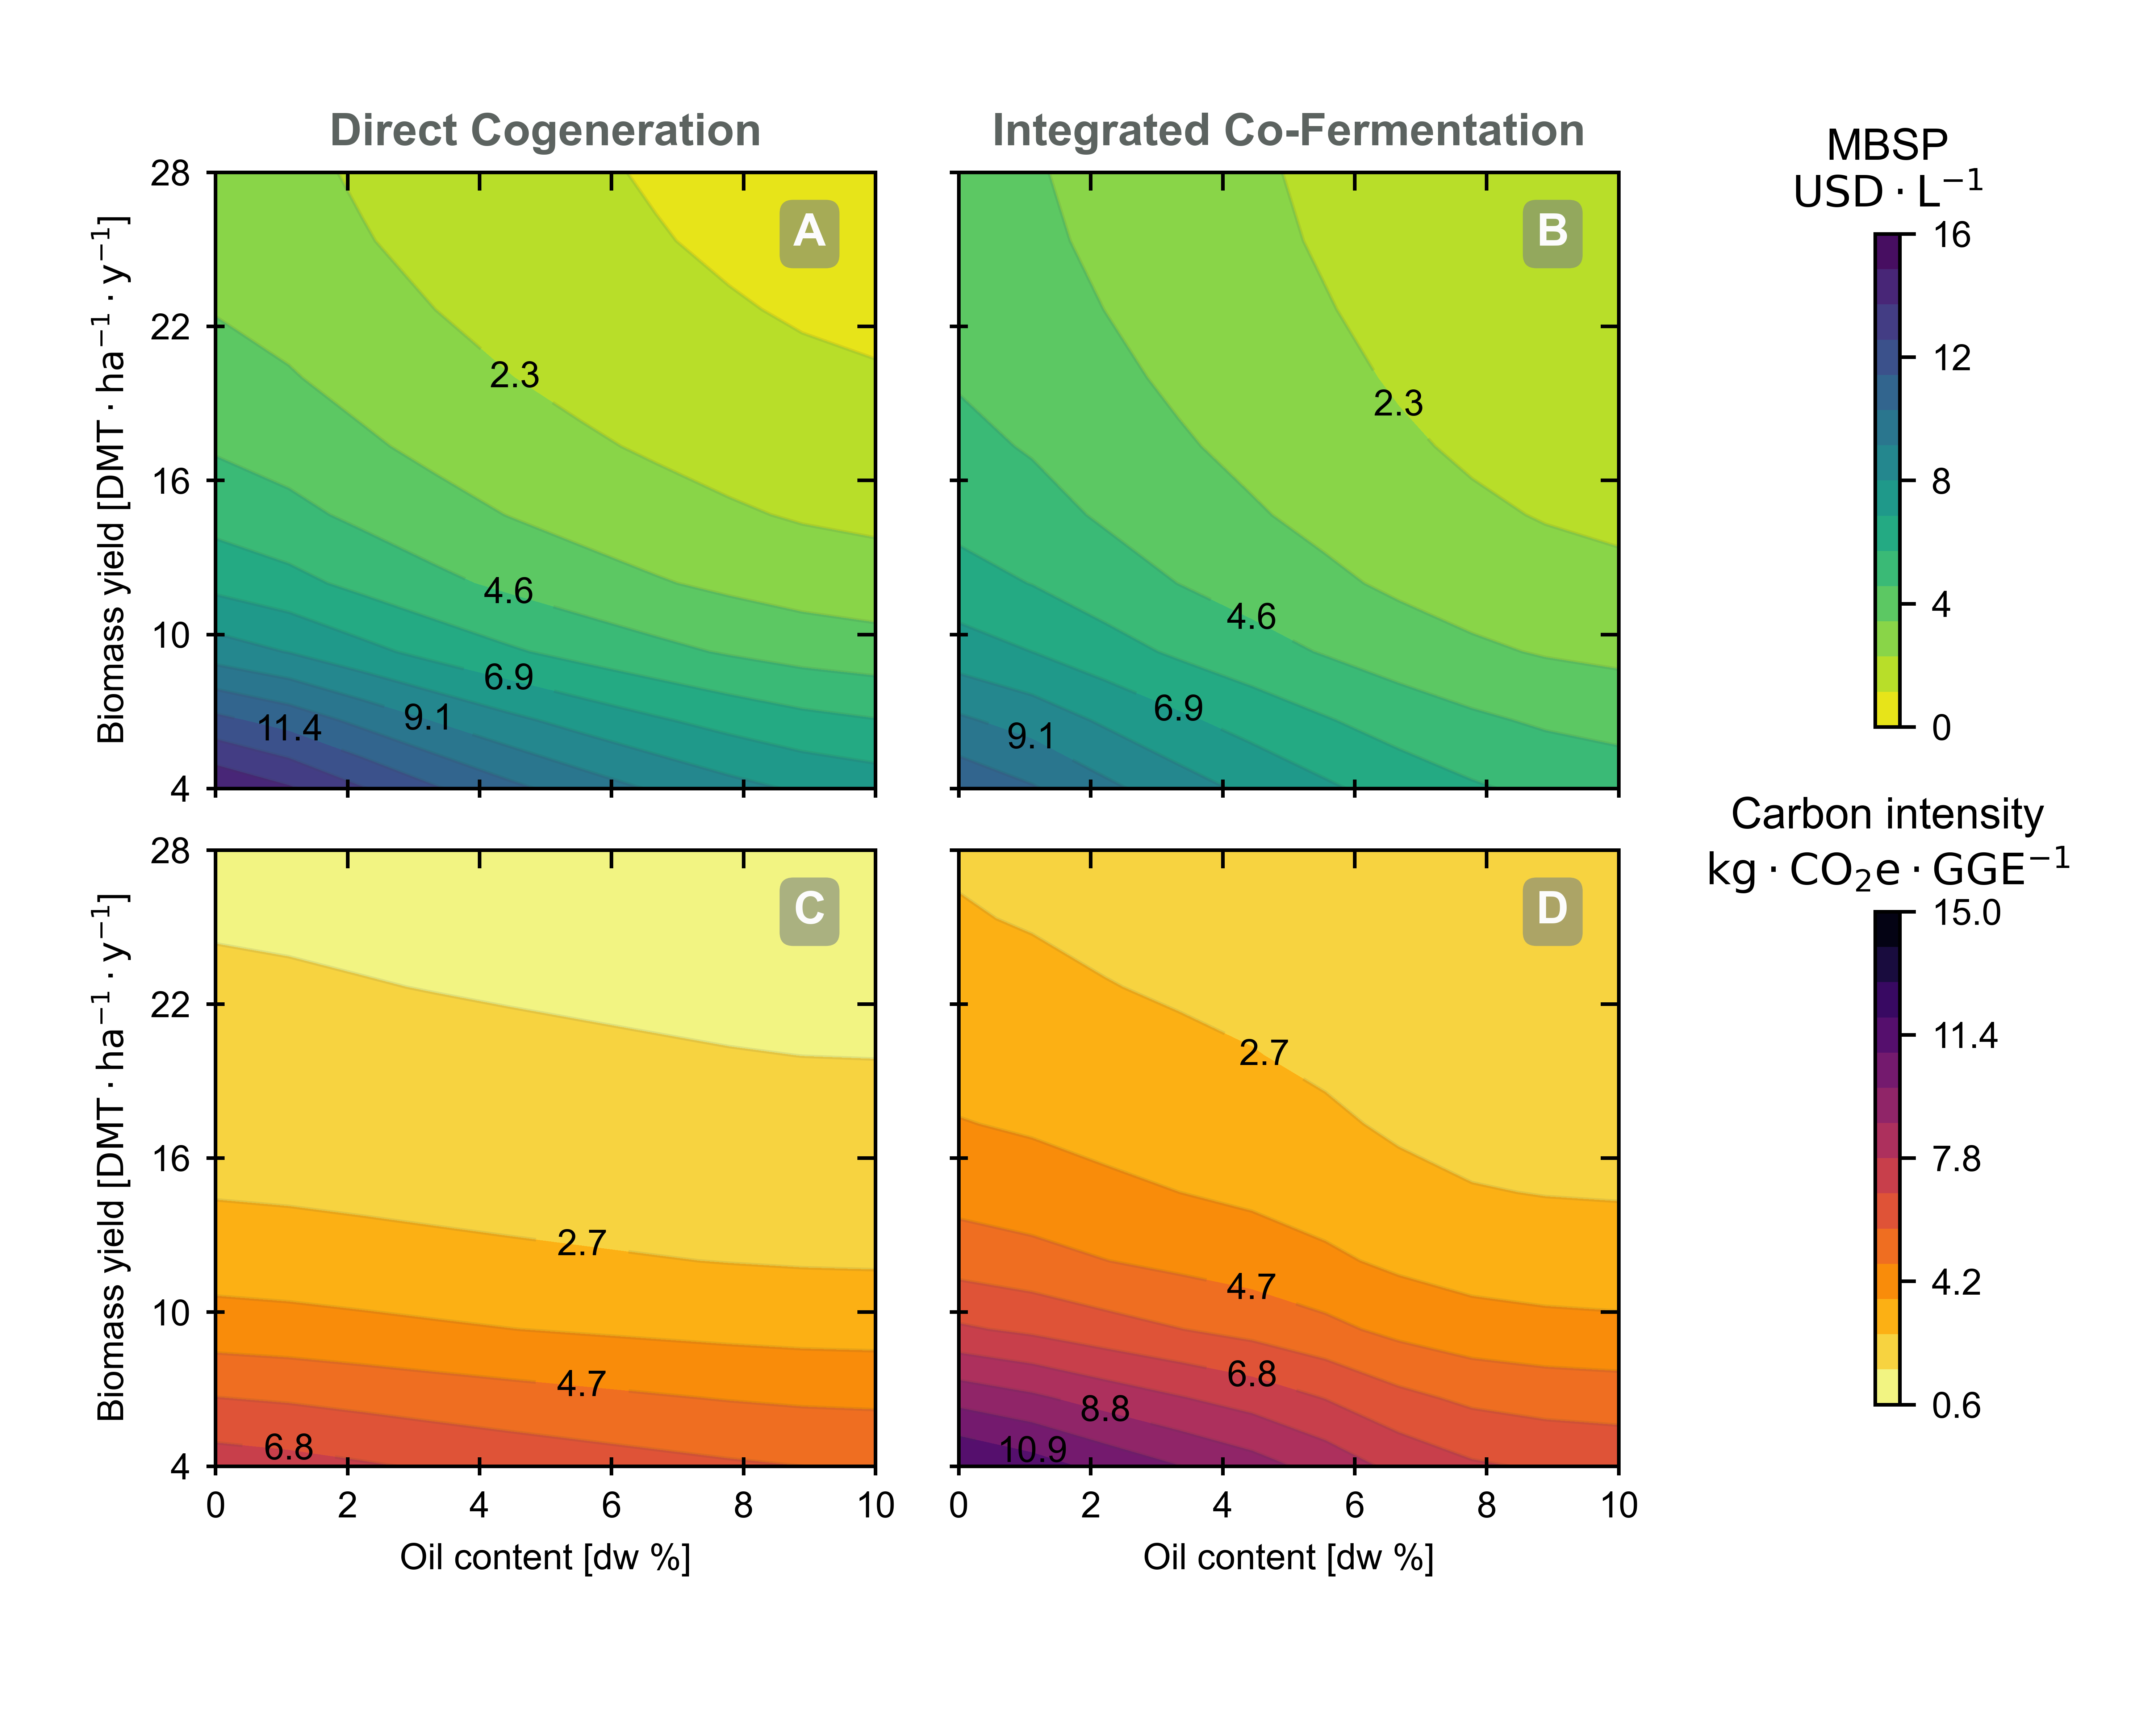 Direct Cogeneration
Integrated Co-Fermentation
MBSP
USD · L⁻¹
Biomass yield [DMT · ha⁻¹ · y⁻¹]
28
22
16
10
4
A
2.3
4.6
6.9
9.1
11.4
B
2.3
4.6
6.9
9.1
16
12
8
4
0
Carbon intensity
kg · CO₂e · GGE⁻¹
15.0
11.4
7.8
4.2
0.6
Biomass yield [DMT · ha⁻¹ · y⁻¹]
28
22
16
10
4
C
2.7
4.7
6.8
D
2.7
4.7
6.8
8.8
10.9
0 2 4 6 8 10
0 2 4 6 8 10
Oil content [dw %]
Oil content [dw %]